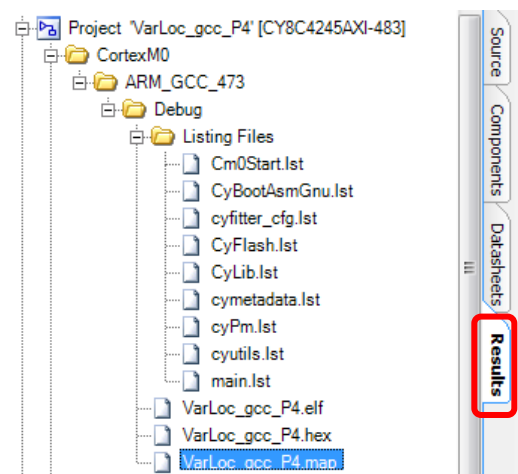 Project 'VarLoc_gcc_P4' [CY8C4245AXI-483]
CortexM0
ARM_GCC_473
Debug
Listing Files
Cm0Start.lst
CyBootAsmGnu.lst
cyfitter_cfg.lst
CyFlash.lst
CyLib.lst
cymetadata.lst
cyPm.lst
cyutils.lst
main.lst
VarLoc_gcc_P4.elf
VarLoc_gcc_P4.hex
VarLoc_gcc_P4.map
Source
Components
Datasheets
Results